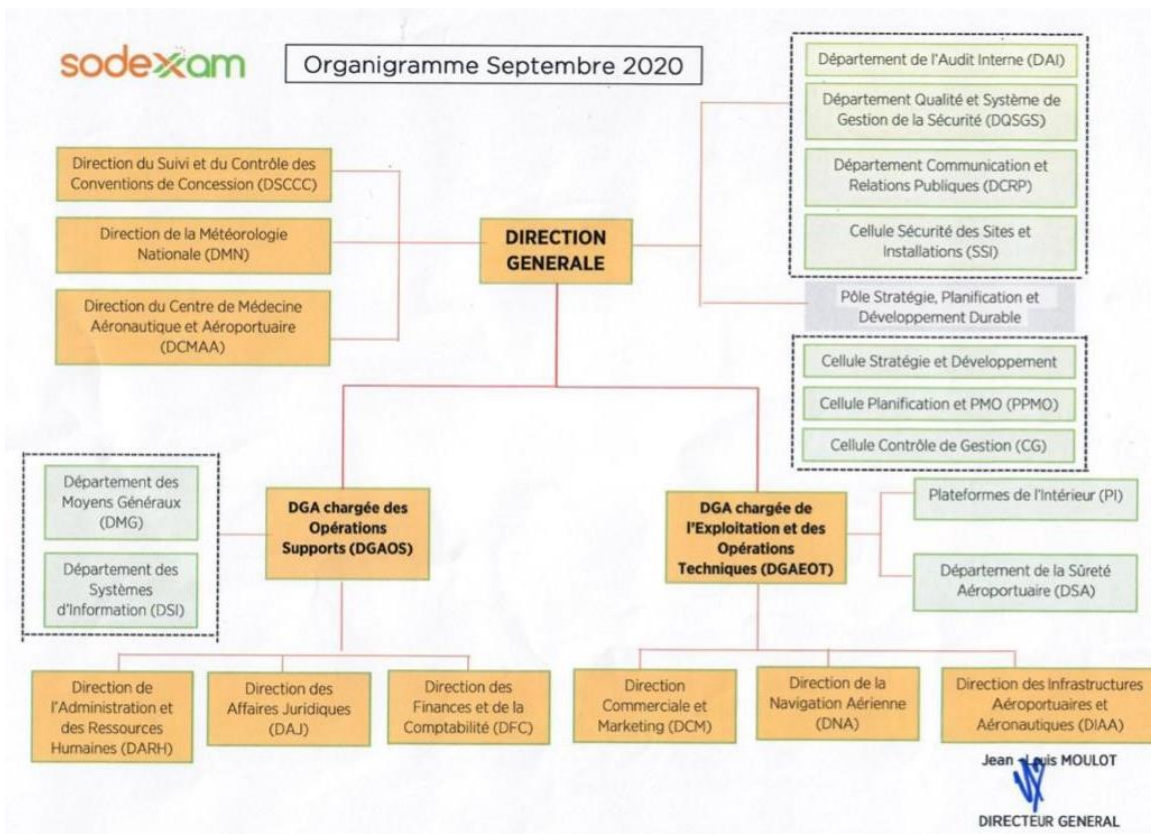 sodexam
Organigramme Septembre 2020
Département de l'Audit Interne (DAI)
Département Qualité et Système de
Gestion de la Sécurité (DQSGS)
Département Communication et
Relations Publiques (DCRP)
Cellule Sécurité des Sites et
Installations (SSI)
Direction du Suivi et du Contrôle des
Conventions de Concession (DSCCC)
Direction de la Météorologie
Nationale (DMN)
Direction du Centre de Médecine
Aéronautique et Aéroportuaire
(DCMAA)
DIRECTION
GENERALE
Pôle Stratégie, Planification et
Développement Durable
Cellule Stratégie et Développement
Cellule Planification et PMO (PPMO)
Cellule Contrôle de Gestion (CG)
Département des
Moyens Généraux
(DMG)
Département des
Systèmes
d'Information (DSI)
DGA chargée des
Opérations
Supports (DGAOS)
DGA chargée de
l'Exploitation et des
Opérations
Techniques (DGAEOT)
Plateformes de l'Intérieur (PI)
Département de la Sûreté
Aéroportuaire (DSA)
Direction de
l'Administration et
des Ressources
Humaines (DARH)
Direction des
Affaires Juridiques
(DAJ)
Direction des
Finances et de la
Comptabilité (DFC)
Direction
Commerciale et
Marketing (DCM)
Direction de la
Navigation Aérienne
(DNA)
Direction des Infrastructures
Aéroportuaires et
Aéronautiques (DIAA)
Jean - Louis MOULOT
DIRECTEUR GENERAL